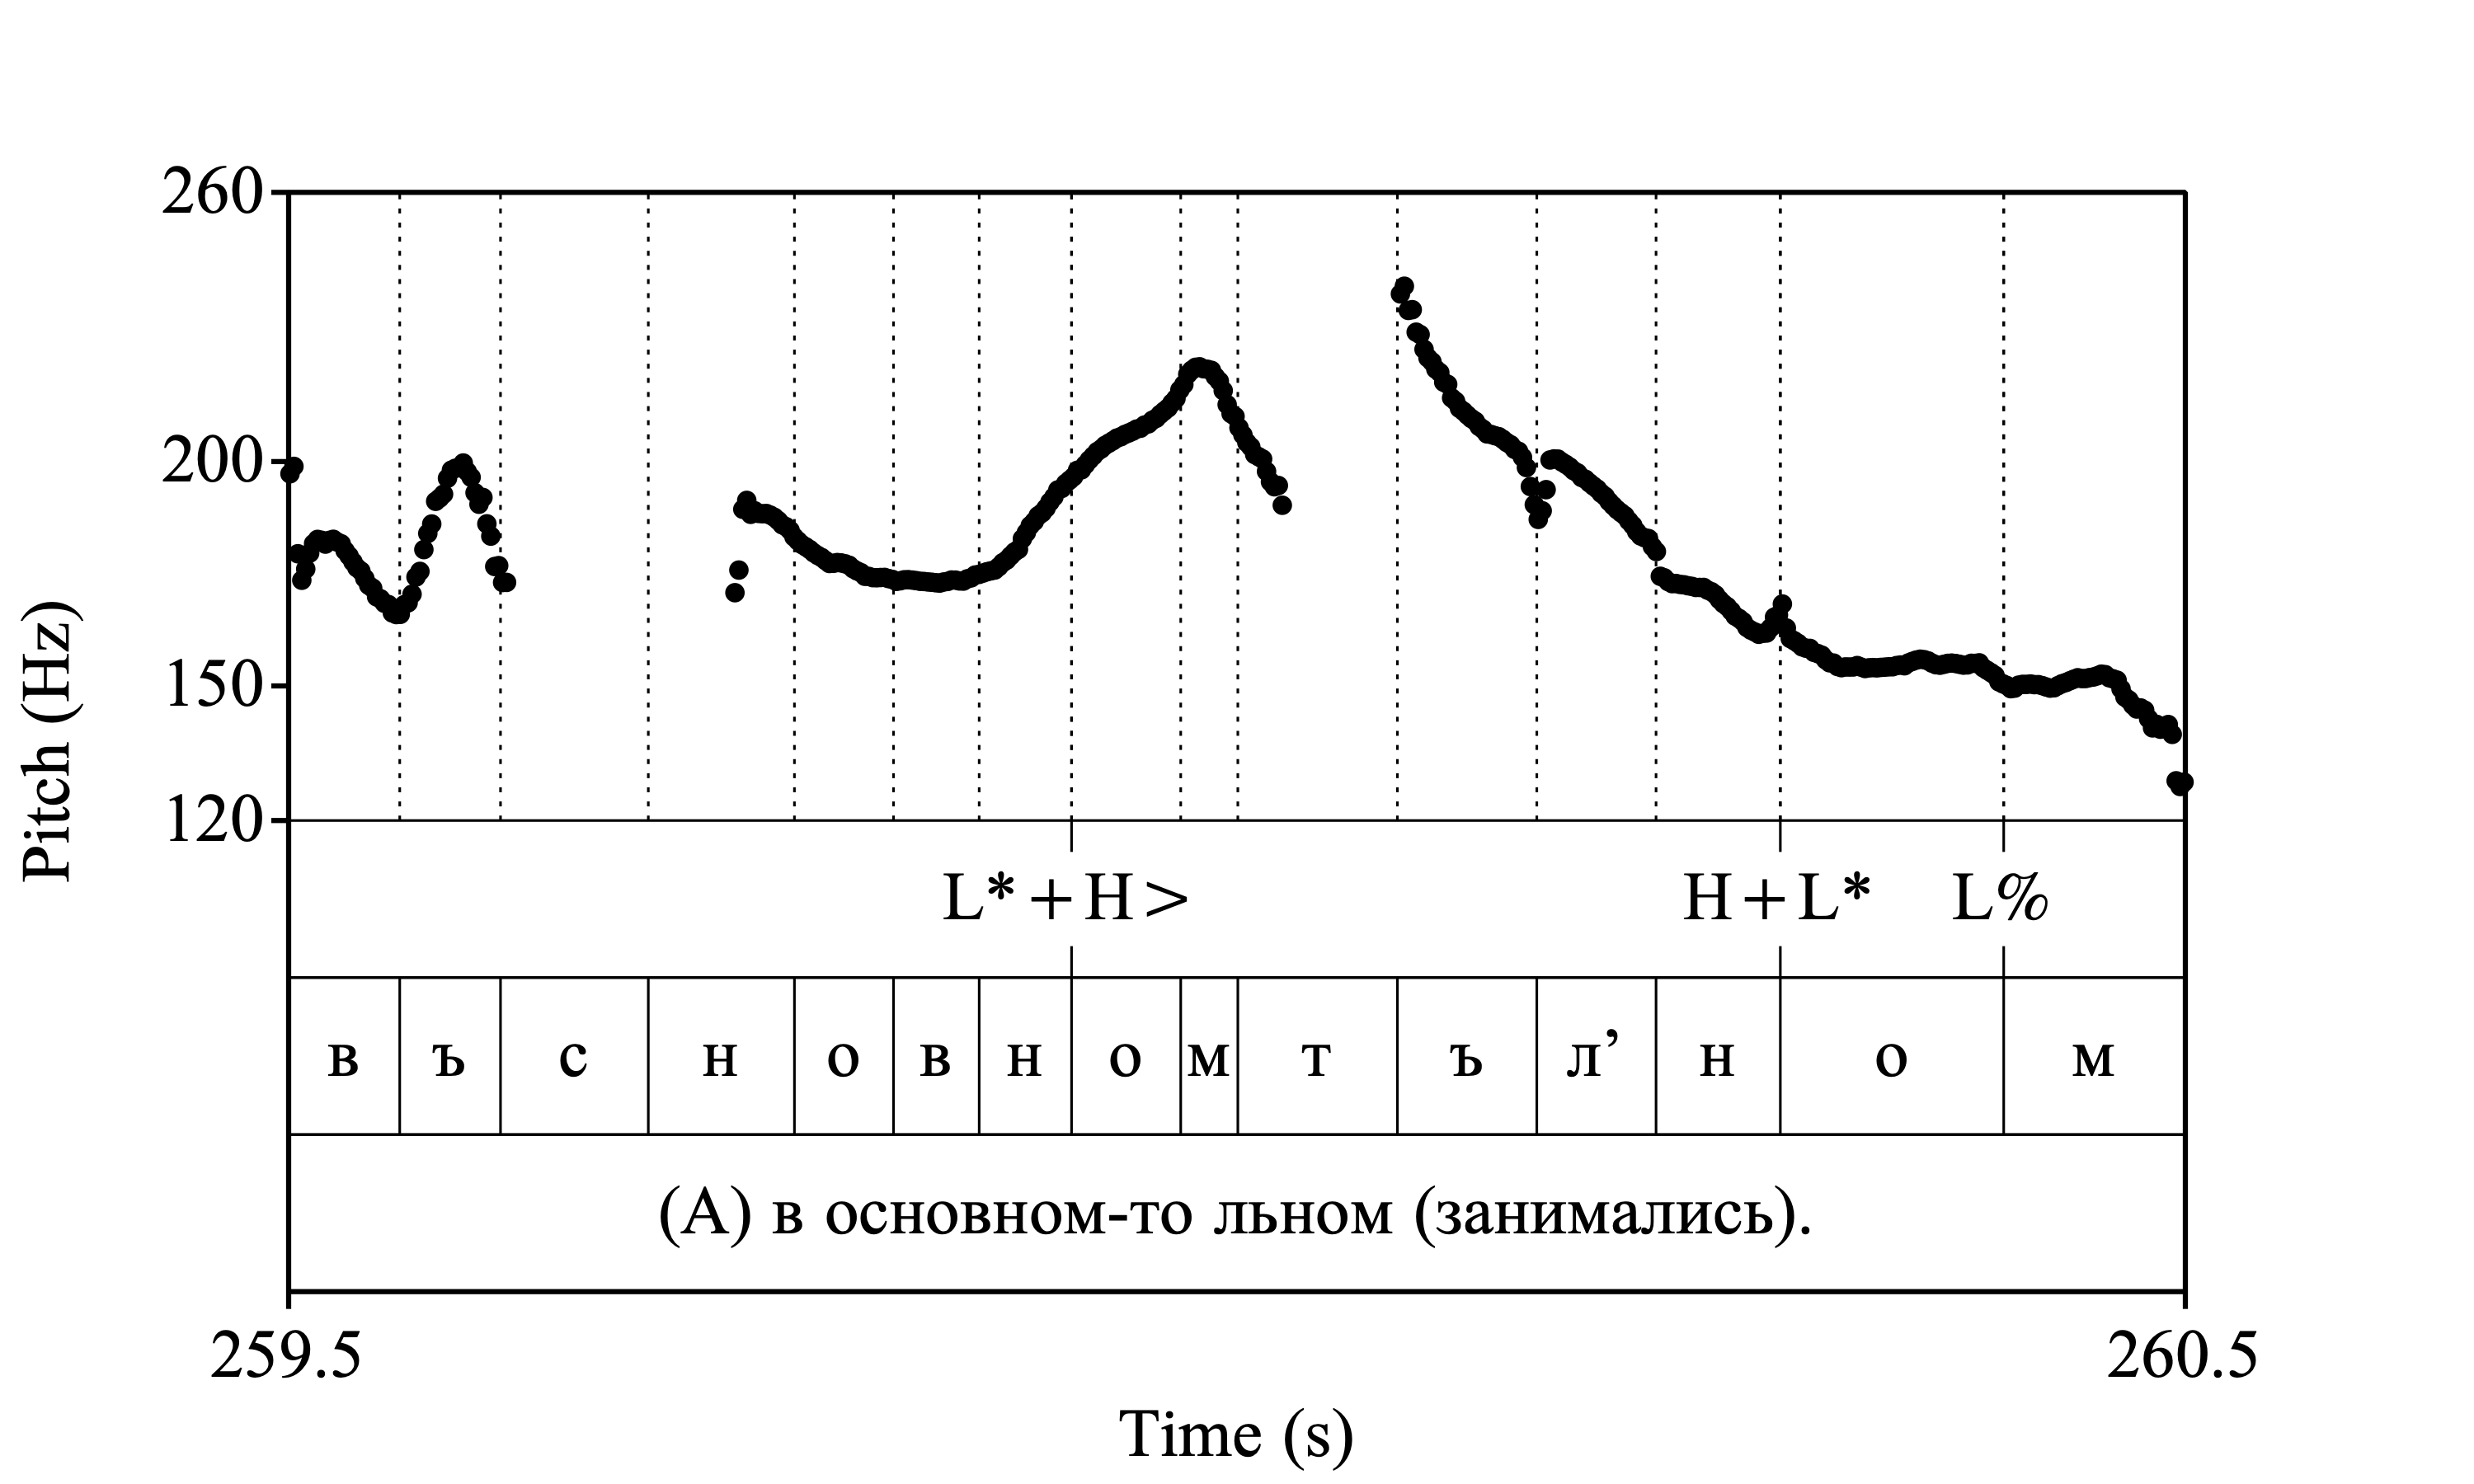 260
200
150
120
Pitch (Hz)
L*+H> H+L* L%
в ъ с н о в н о м т ъ л’ н о м
(А) в основном-то льном (занимались).
259.5 260.5
Time (s)